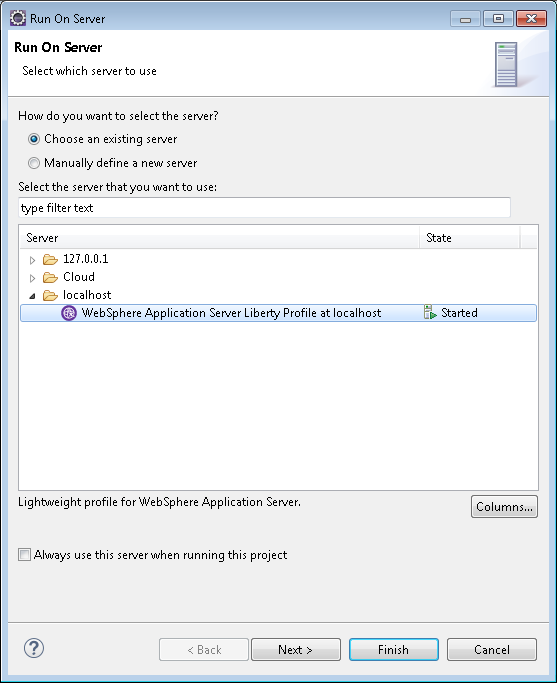 Run On Server
Run On Server
Select which server to use
How do you want to select the server?
Choose an existing server
Manually define a new server
Select the server that you want to use:
type filter text
Server State
127.0.0.1
Cloud
localhost
WebSphere Application Server Liberty Profile at localhost Started
Lightweight profile for WebSphere Application Server.
Columns...
Always use this server when running this project
? < Back Next > Finish Cancel